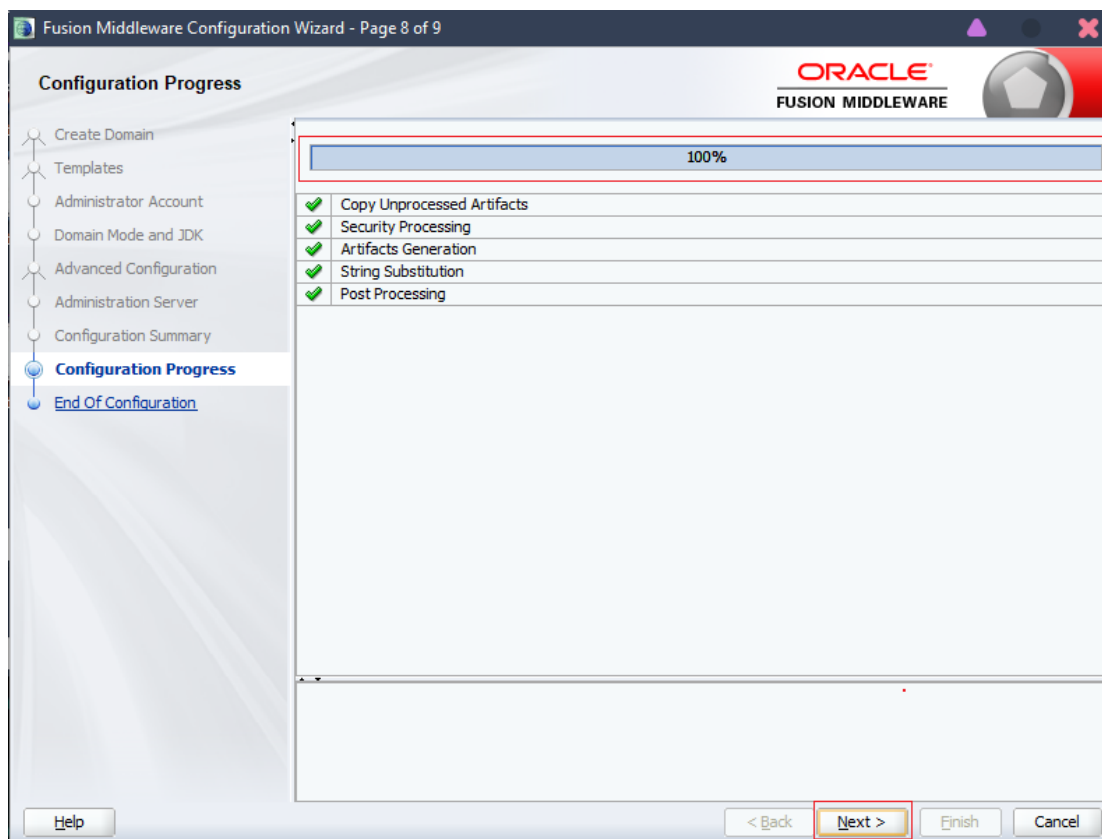 Fusion Middleware Configuration Wizard - Page 8 of 9
Configuration Progress
ORACLE®
FUSION MIDDLEWARE
Create Domain
Templates
Administrator Account
Domain Mode and JDK
Advanced Configuration
Administration Server
Configuration Summary
Configuration Progress
End Of Configuration
100%
Copy Unprocessed Artifacts
Security Processing
Artifacts Generation
String Substitution
Post Processing
Help
< Back
Next >
Finish
Cancel